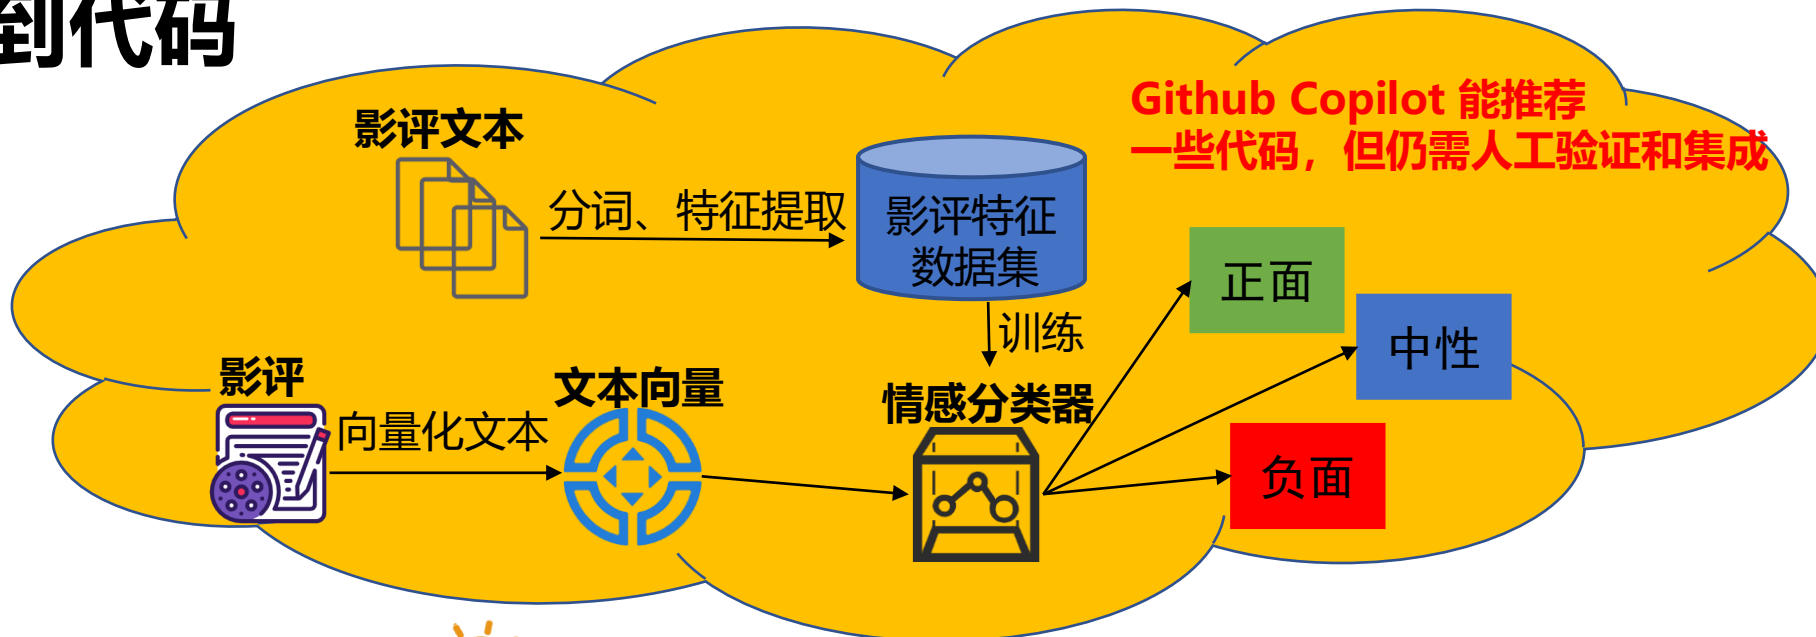 到代码
Github Copilot 能推荐
一些代码，但仍需人工验证和集成
影评文本
分词、特征提取
影评特征
数据集
训练
正面
中性
负面
影评
向量化文本
文本向量
情感分类器